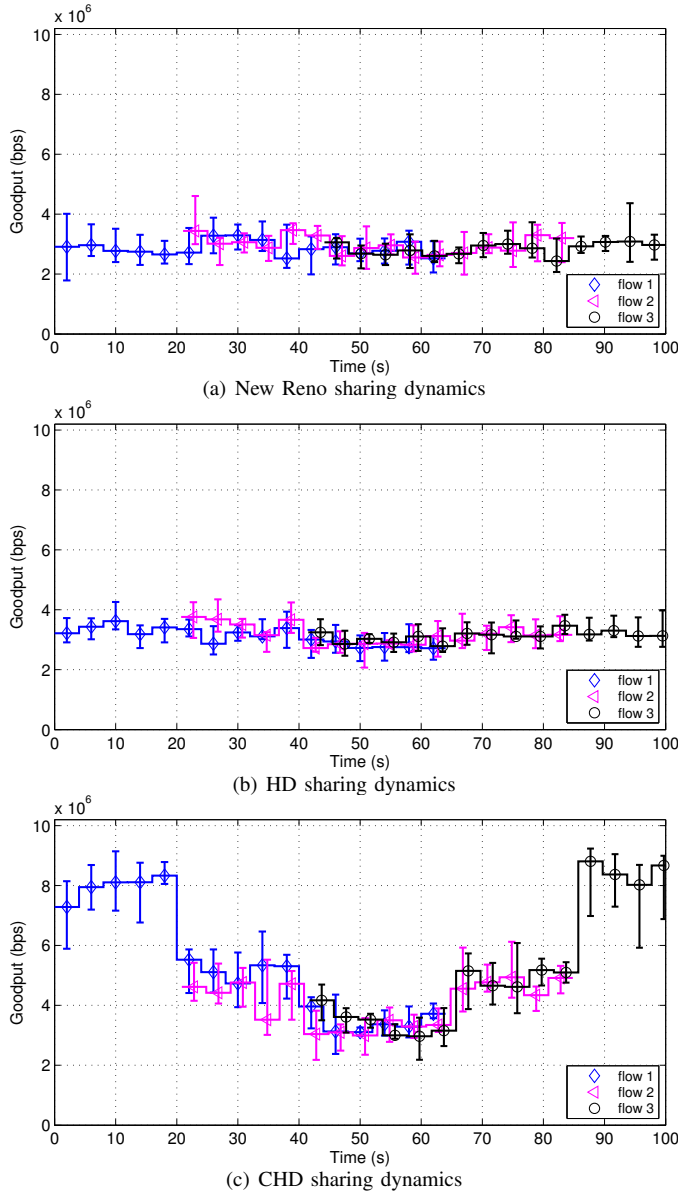 x 10^6
10
8
6
4
2
0
Goodput (bps)
0 10 20 30 40 50 60 70 80 90 100
Time (s)
flow 1
flow 2
flow 3
(a) New Reno sharing dynamics
x 10^6
10
8
6
4
2
0
Goodput (bps)
0 10 20 30 40 50 60 70 80 90 100
Time (s)
flow 1
flow 2
flow 3
(b) HD sharing dynamics
x 10^6
10
8
6
4
2
0
Goodput (bps)
0 10 20 30 40 50 60 70 80 90 100
Time (s)
flow 1
flow 2
flow 3
(c) CHD sharing dynamics